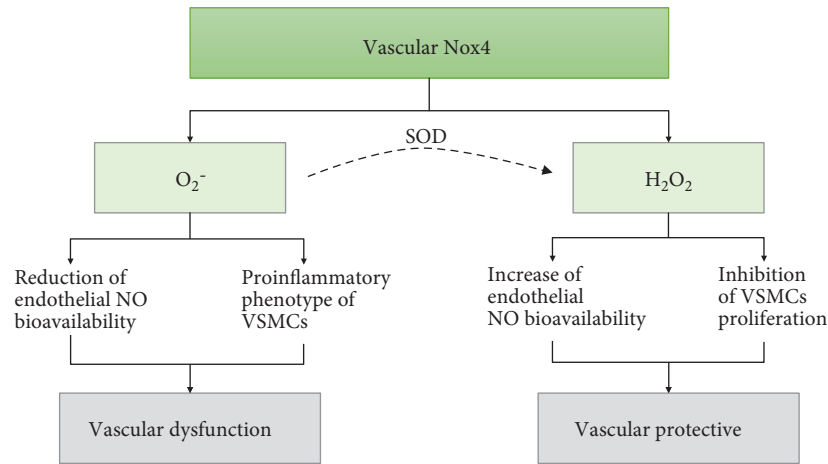 Vascular Nox4
SOD
O₂⁻
H₂O₂
Reduction of
endothelial NO
bioavailability
Proinflammatory
phenotype of
VSMCs
Increase of
endothelial
NO bioavailability
Inhibition
of VSMCs
proliferation
Vascular dysfunction
Vascular protective